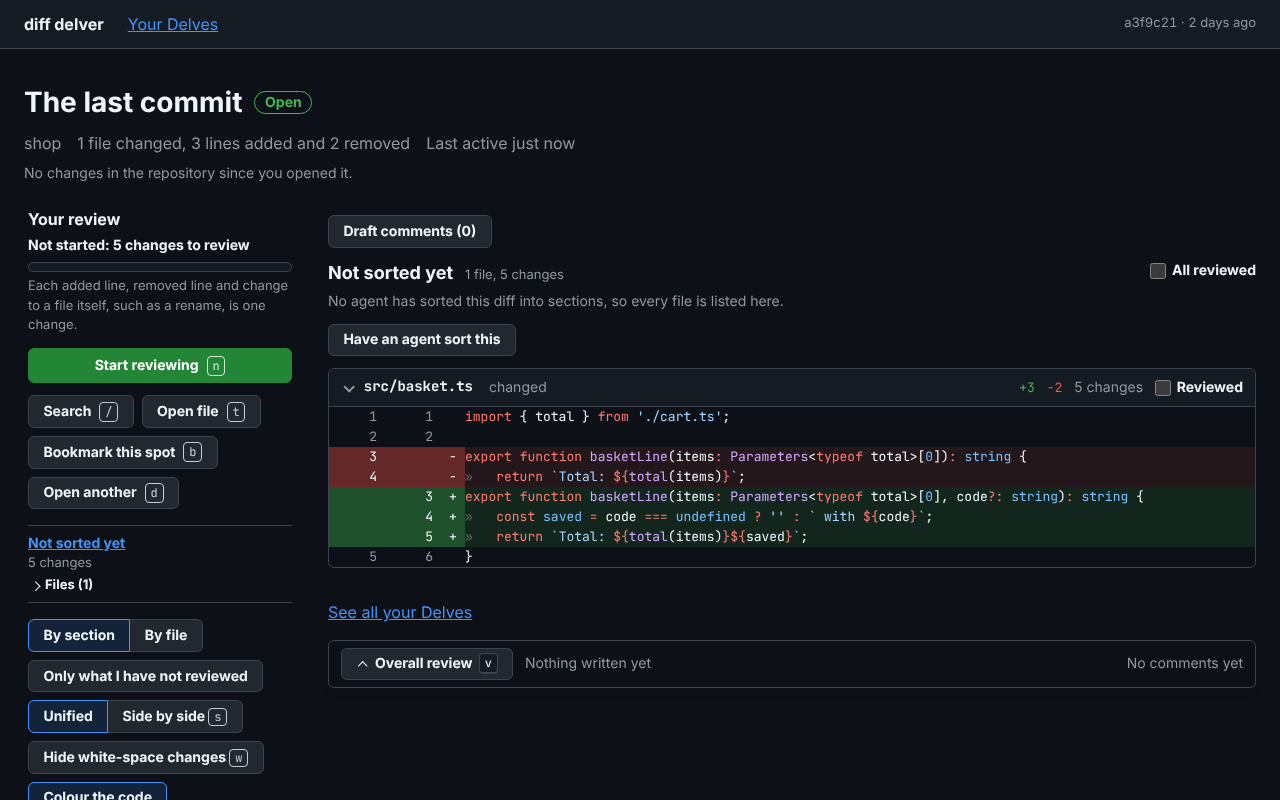 diff delver Your Delves a3f9c21 · 2 days ago
The last commit Open
shop 1 file changed, 3 lines added and 2 removed Last active just now
No changes in the repository since you opened it.
Your review
Not started: 5 changes to review
Each added line, removed line and change
to a file itself, such as a rename, is one
change.
Start reviewing n
Search / Open file t
Bookmark this spot b
Open another d
Not sorted yet
5 changes
Files (1)
By section By file
Only what I have not reviewed
Unified Side by side s
Hide white-space changes w
Colour the code
Draft comments (0)
Not sorted yet 1 file, 5 changes All reviewed
No agent has sorted this diff into sections, so every file is listed here.
Have an agent sort this
src/basket.ts changed +3 -2 5 changes Reviewed
1 1 import { total } from './cart.ts';
2 2
3 - export function basketLine(items: Parameters<typeof total>[0]): string {
4 - » return `Total: ${total(items)}`;
3 + export function basketLine(items: Parameters<typeof total>[0], code?: string): string {
4 + » const saved = code === undefined ? '' : ` with ${code}`;
5 + » return `Total: ${total(items)}${saved}`;
5 6 }
See all your Delves
Overall review v Nothing written yet No comments yet